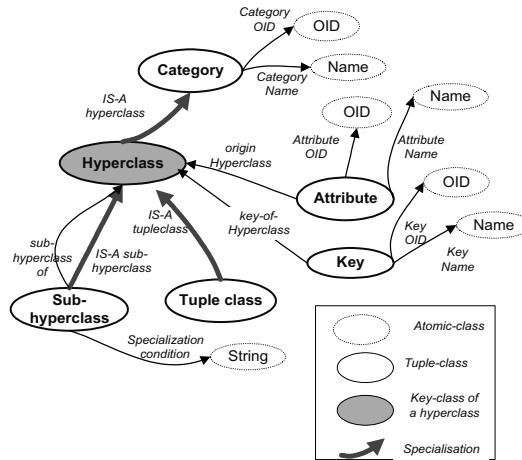 Category
OID
OID
Category
Category
Name
Name
IS-A
hyperclass
Hyperclass
origin
Hyperclass
Attribute
OID
OID
Name
Attribute
Name
Attribute
key-of-
Hyperclass
OID
Key
OID
Name
Key
Name
Key
IS-A
tupleclass
sub-
hyperclass
of
IS-A sub-
hyperclass
Sub-
hyperclass
Tuple class
Specialization
condition
String
Atomic-class
Tuple-class
Key-class of
a hyperclass
Specialisation